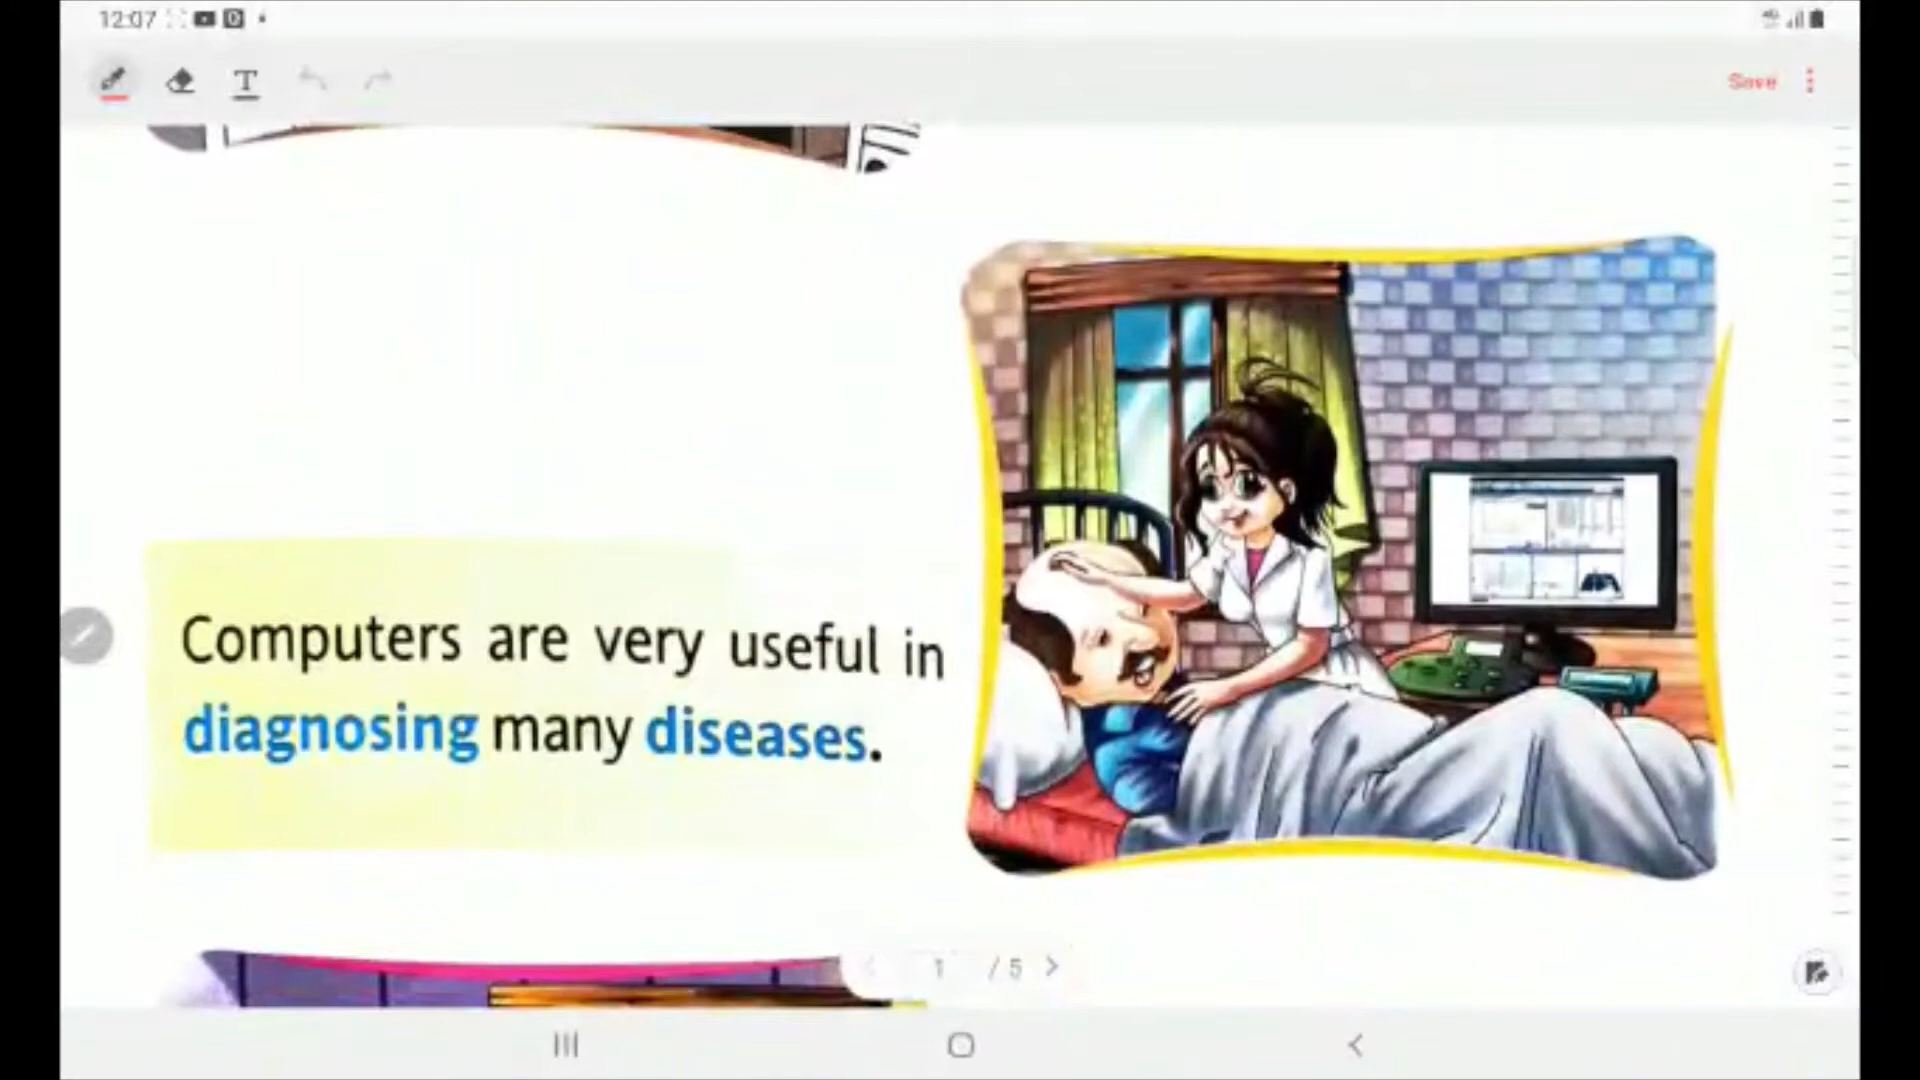 12:07
T
Save
Computers are very useful in
diagnosing many diseases.
1 / 5